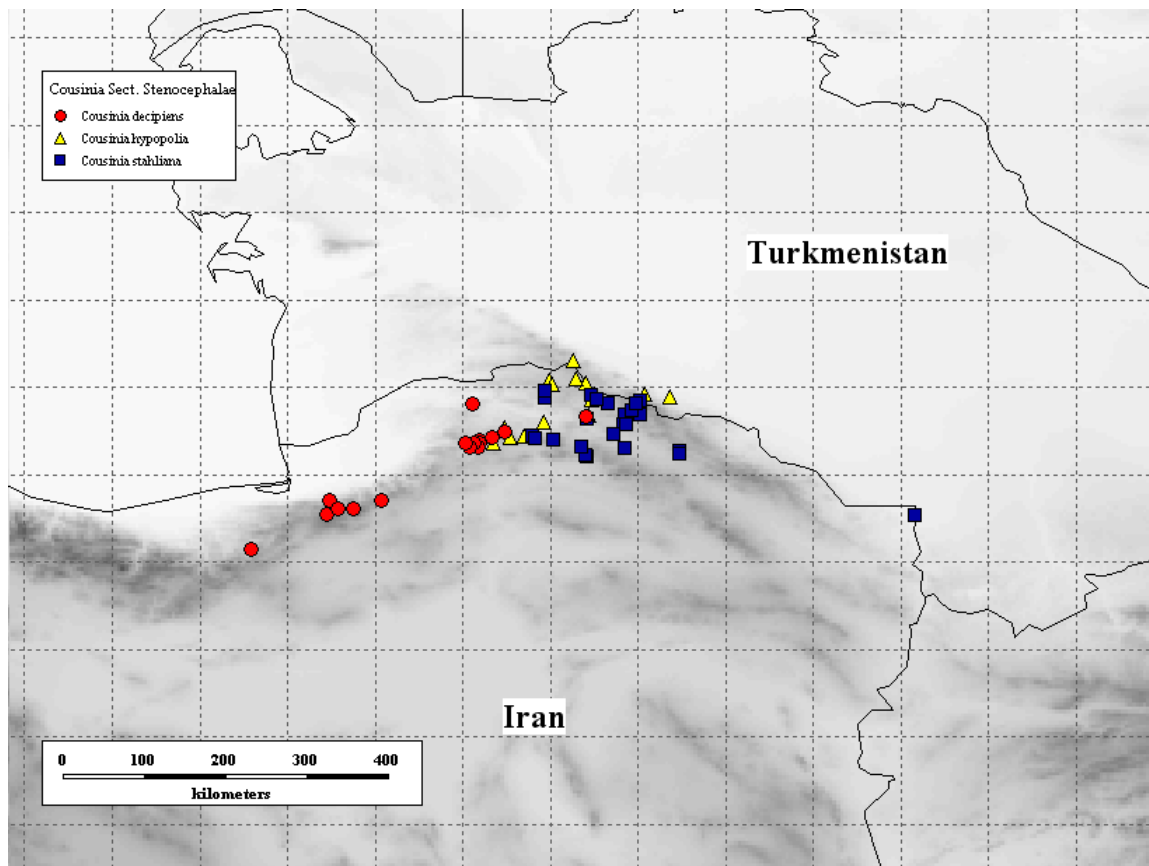 Cousinia Sect. Stenocephalae
Cousinia decipiens
Cousinia hypopolia
Cousinia stahliana
Turkmenistan
Iran
0 100 200 300 400
kilometers